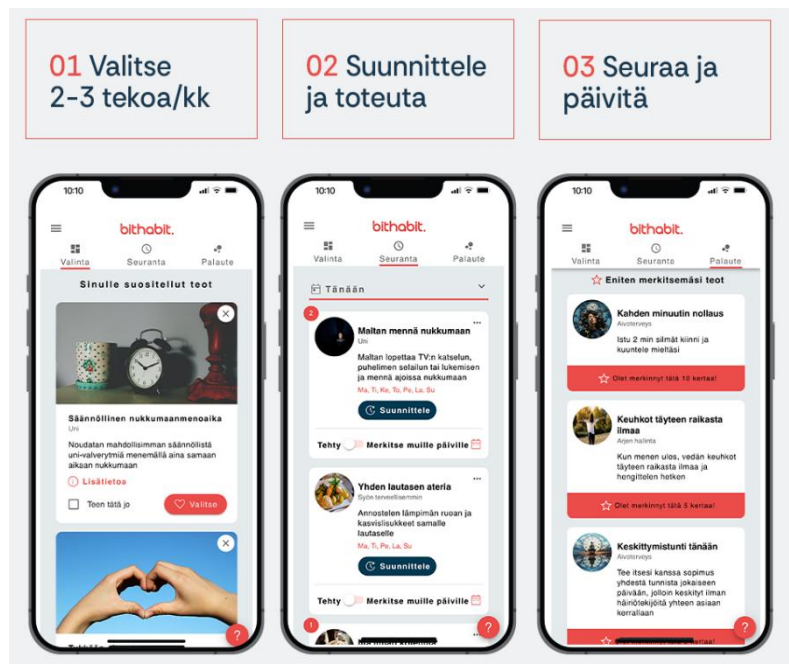 01 Valitse
2-3 tekoa/kk
02 Suunnittele
ja toteuta
03 Seuraa ja
päivitä
10:10
bithabit.
Valinta Seuranta Palaute
Sinulle suositellut teot
Säännöllinen nukkumaanmenoaika
Uni
Noudatan mahdollisimman säännöllistä
uni-valverytmiä menemällä aina samaan
aikaan nukkumaan
Lisätietoa
Teen tätä jo
Valitse
?
10:10
bithabit.
Valinta Seuranta Palaute
Tänään
2
Maltan mennä nukkumaan
Uni
Maltan lopettaa TV:n katselun,
puhelimen selailun tai lukemisen
ja mennä ajoissa nukkumaan
Ma, Ti, Ke, To, Pe, La, Su
Suunnittele
Tehty Merkitse muille päiville
Yhden lautasen ateria
Syön terveellisemmin
Annostelen lämpimän ruoan ja
kasvislisukkeet samalle
lautaselle
Ma, Ti, Pe, La, Su
Suunnittele
Tehty Merkitse muille päiville
1
?
10:10
bithabit.
Valinta Seuranta Palaute
Eniten merkitsemäsi teot
Kahden minuutin nollaus
Aivoterveys
Istu 2 min silmät kiinni ja
kuuntele mieltäsi
Olet merkinnyt tätä 10 kertaa!
Keuhkot täyteen raikasta
ilmaa
Arjen hallinta
Kun menen ulos, vedän keuhkot
täyteen raikasta ilmaa ja
hengittelen hetken
Olet merkinnyt tätä 5 kertaa!
Keskittymistunti tänään
Aivoterveys
Tee itsesi kanssa sopimus
yhdestä tunnista jokaiseen
päivään, jolloin keskityt ilman
häiriötekijöitä yhteen asiaan
kerrallaan
?